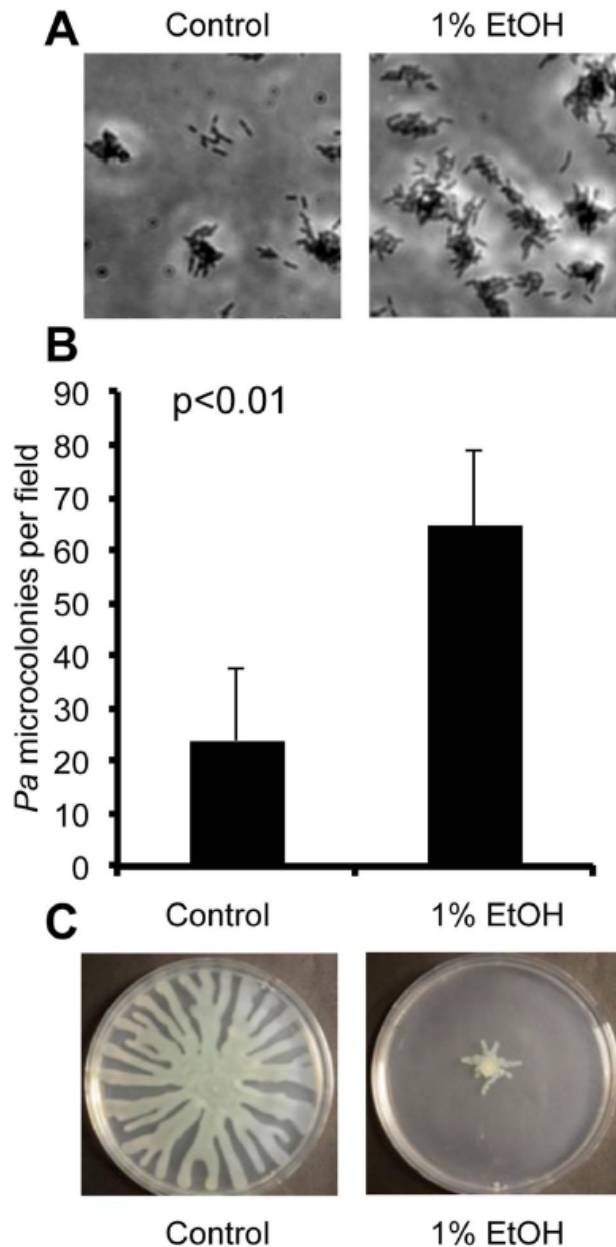 A Control 1% EtOH
B
p<0.01
Pa microcolonies per field
90
80
70
60
50
40
30
20
10
0
Control 1% EtOH
C
Control 1% EtOH